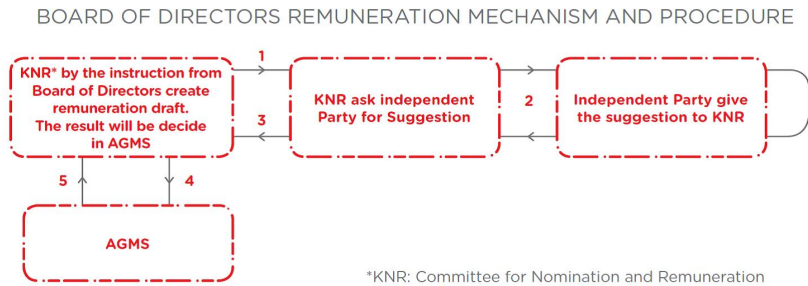 BOARD OF DIRECTORS REMUNERATION MECHANISM AND PROCEDURE
1
KNR* by the instruction from
Board of Directors create
remuneration draft.
The result will be decide
in AGMS
KNR ask independent
Party for Suggestion
2
Independent Party give
the suggestion to KNR
3
5
4
AGMS
*KNR: Committee for Nomination and Remuneration